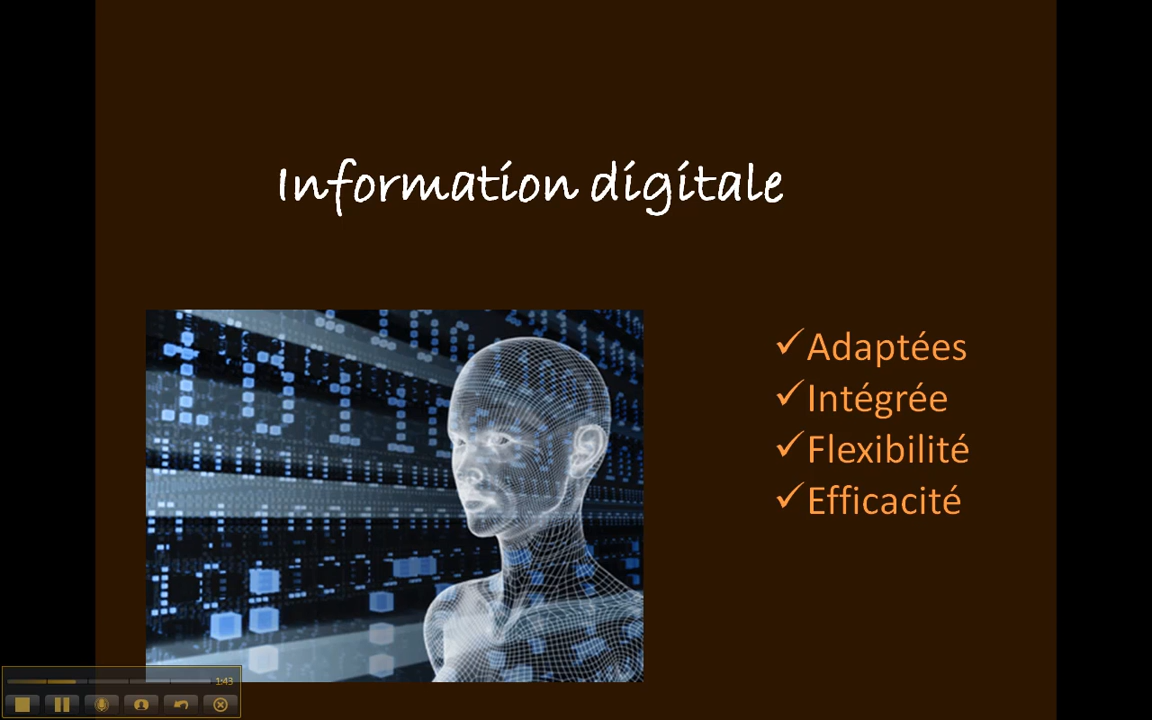 Information digitale
✓Adaptées
✓Intégrée
✓Flexibilité
✓Efficacité
1:43